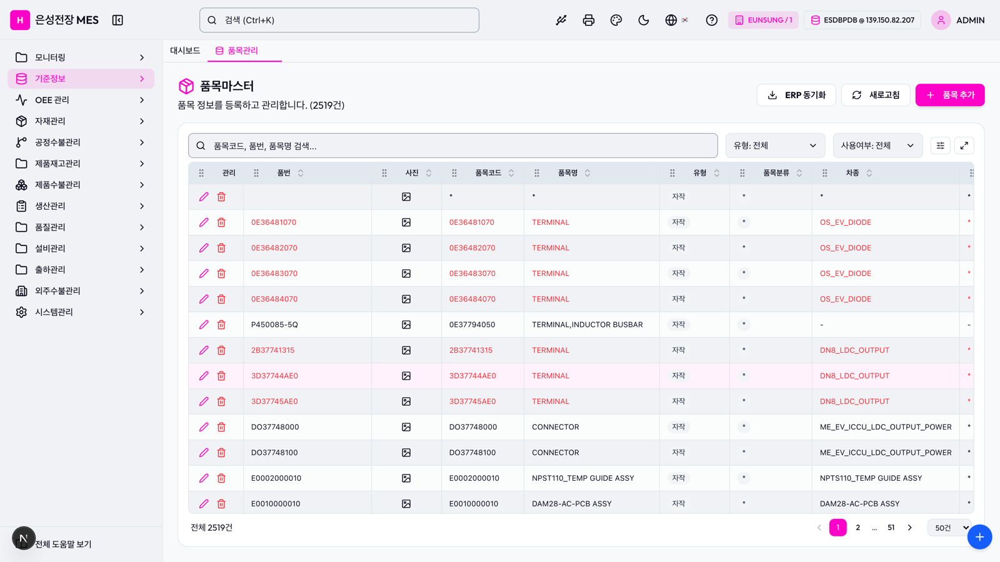 H 은성전장 MES 검색 (Ctrl+K) EUNSUNG / 1 ESDBPDB @ 139.150.82.207 ADMIN
모니터링
기준정보
OEE 관리
자재관리
공정수불관리
제품재고관리
제품수불관리
생산관리
품질관리
설비관리
출하관리
외주수불관리
시스템관리
N 전체 도움말 보기
대시보드 품목관리
품목마스터
품목 정보를 등록하고 관리합니다. (2519건)
ERP 동기화 새로고침 + 품목 추가
품목코드, 품번, 품목명 검색... 유형: 전체 사용여부: 전체
관리 품번 사진 품목코드 품목명 유형 품목분류 차종
* * 자작 * * *
0E36481070 0E36481070 TERMINAL 자작 * OS_EV_DIODE *
0E36482070 0E36482070 TERMINAL 자작 * OS_EV_DIODE *
0E36483070 0E36483070 TERMINAL 자작 * OS_EV_DIODE *
0E36484070 0E36484070 TERMINAL 자작 * OS_EV_DIODE *
P450085-5Q 0E37794050 TERMINAL,INDUCTOR BUSBAR 자작 * - -
2B37741315 2B37741315 TERMINAL 자작 * DN8_LDC_OUTPUT *
3D37744AE0 3D37744AE0 TERMINAL 자작 * DN8_LDC_OUTPUT *
3D37745AE0 3D37745AE0 TERMINAL 자작 * DN8_LDC_OUTPUT *
DO37748000 DO37748000 CONNECTOR 자작 * ME_EV_ICCU_LDC_OUTPUT_POWER *
DO37748100 DO37748100 CONNECTOR 자작 * ME_EV_ICCU_LDC_OUTPUT_POWER *
E0002000010 E0002000010 NPST110_TEMP GUIDE ASSY 자작 * NPTS110_TEMP GUIDE ASSY *
E0010000010 E0010000010 DAM28-AC-PCB ASSY 자작 * DAM28-AC-PCB ASSY *
전체 2519건 1 2 ... 51 50건